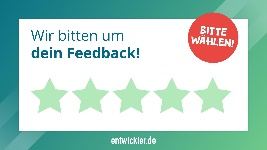 Wir bitten um
dein Feedback!
BITTE
WÄHLEN!
entwickler.de